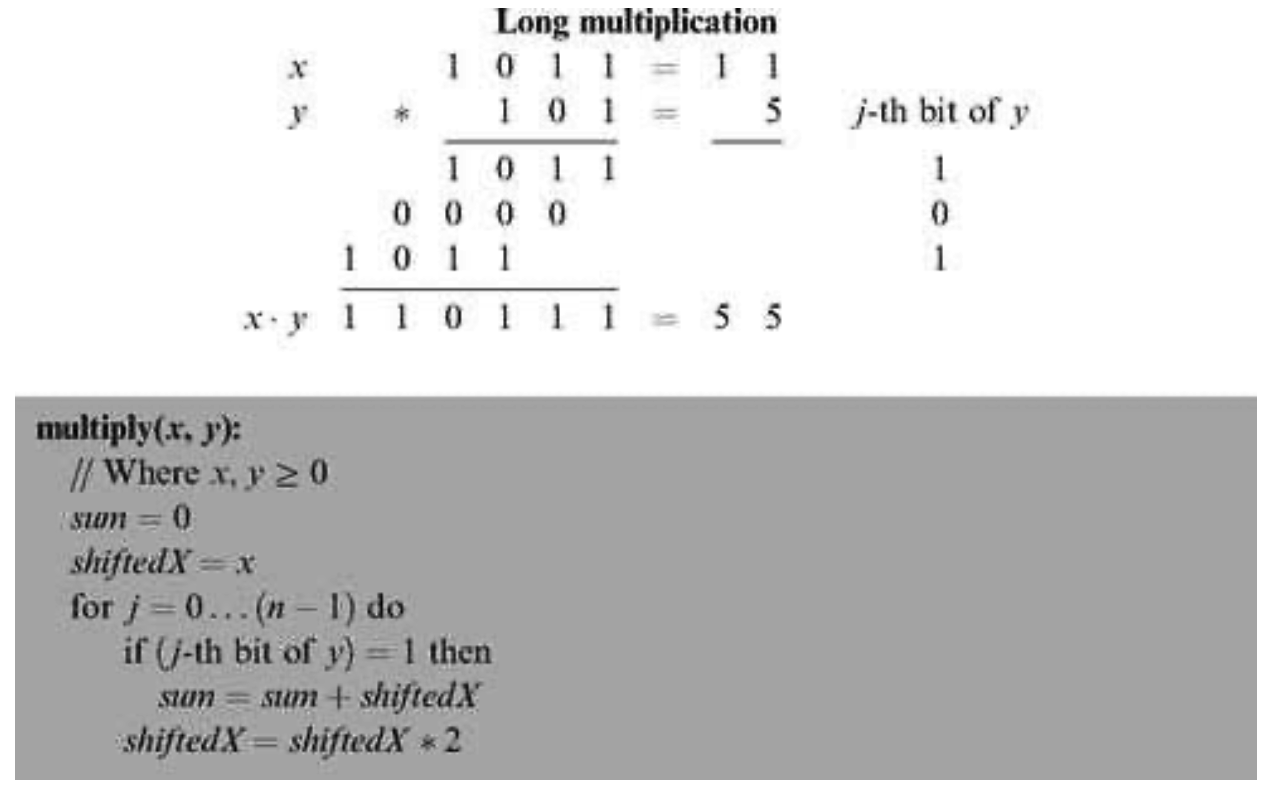 Long multiplication
x 1 0 1 1 = 1 1
y * 1 0 1 = 5 j-th bit of y
1 0 1 1 1
0 0 0 0 0
1 0 1 1 1
x · y 1 1 0 1 1 1 = 5 5
multiply(x, y):
// Where x, y ≥ 0
sum = 0
shiftedX = x
for j = 0...(n − 1) do
if (j-th bit of y) = 1 then
sum = sum + shiftedX
shiftedX = shiftedX * 2